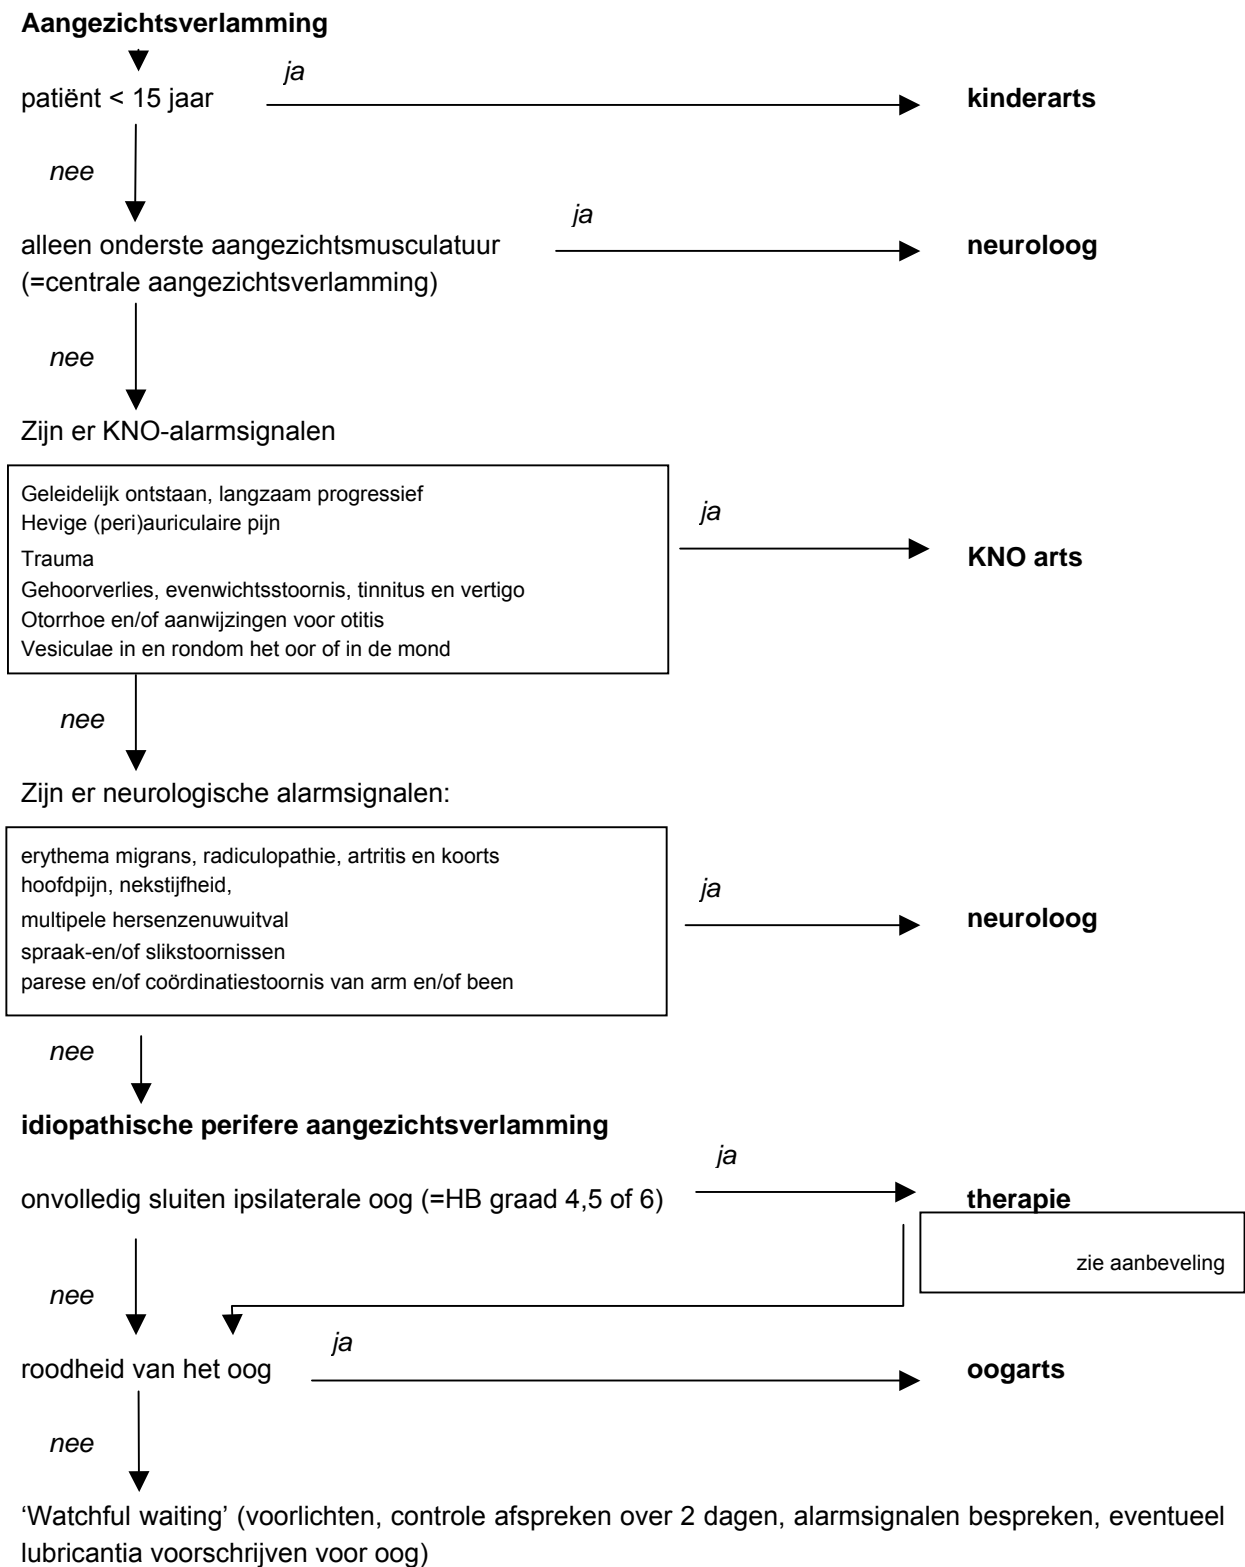 Aangezichtsverlamming
ja
patiënt < 15 jaar
kinderarts
nee
ja
alleen onderste aangezichtsmusculatuur
neuroloog
(=centrale aangezichtsverlamming)
nee
Zijn er KNO-alarmsignalen
Geleidelijk ontstaan, langzaam progressief
ja
Hevige (peri)auriculaire pijn
KNO arts
Trauma
Gehoorverlies, evenwichtsstoornis, tinnitus en vertigo
Otorrhoe en/of aanwijzingen voor otitis
Vesiculae in en rondom het oor of in de mond
nee
Zijn er neurologische alarmsignalen:
erythema migrans, radiculopathie, artritis en koorts
hoofdpijn, nekstijfheid,
ja
multipele hersenzenuwuitval
neuroloog
spraak-en/of slikstoornissen
parese en/of coördinatiestoornis van arm en/of been
nee
idiopathische perifere aangezichtsverlamming
ja
onvolledig sluiten ipsilaterale oog (=HB graad 4,5 of 6)
therapie
zie aanbeveling
nee
ja
roodheid van het oog
oogarts
nee
‘Watchful waiting’ (voorlichten, controle afspreken over 2 dagen, alarmsignalen bespreken, eventueel
lubricantia voorschrijven voor oog)